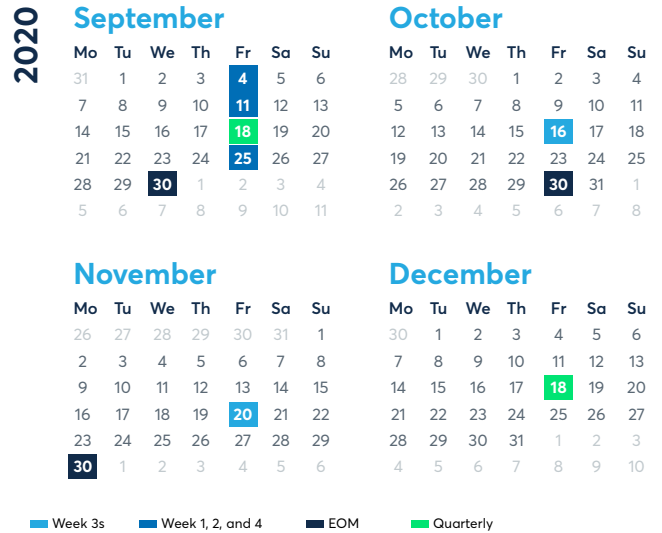 2020
September
Mo Tu We Th Fr Sa Su
31 1 2 3 4 5 6
7 8 9 10 11 12 13
14 15 16 17 18 19 20
21 22 23 24 25 26 27
28 29 30 1 2 3 4
5 6 7 8 9 10 11
October
Mo Tu We Th Fr Sa Su
28 29 30 1 2 3 4
5 6 7 8 9 10 11
12 13 14 15 16 17 18
19 20 21 22 23 24 25
26 27 28 29 30 31 1
2 3 4 5 6 7 8
November
Mo Tu We Th Fr Sa Su
26 27 28 29 30 31 1
2 3 4 5 6 7 8
9 10 11 12 13 14 15
16 17 18 19 20 21 22
23 24 25 26 27 28 29
30 1 2 3 4 5 6
December
Mo Tu We Th Fr Sa Su
30 1 2 3 4 5 6
7 8 9 10 11 12 13
14 15 16 17 18 19 20
21 22 23 24 25 26 27
28 29 30 31 1 2 3
4 5 6 7 8 9 10
Week 3s Week 1, 2, and 4 EOM Quarterly